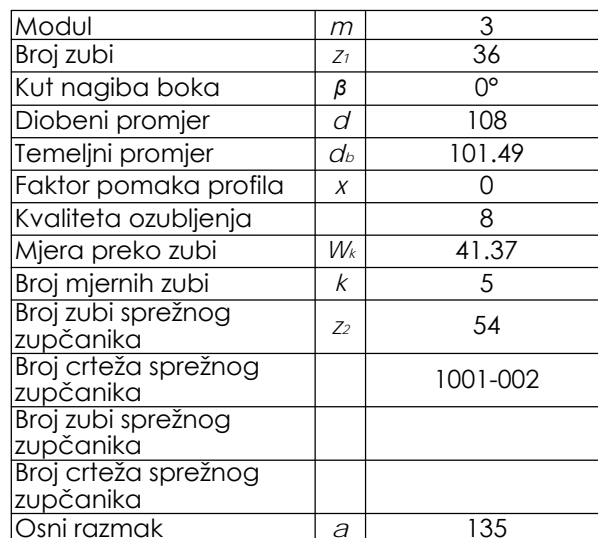 Modul m 3
Broj zubi z1 36
Kut nagiba boka β 0°
Diobeni promjer d 108
Temeljni promjer db 101.49
Faktor pomaka profila x 0
Kvaliteta ozubljenja 8
Mjera preko zubi Wk 41.37
Broj mjernih zubi k 5
Broj zubi sprežnog
zupčanika z2 54
Broj crteža sprežnog
zupčanika 1001-002
Broj zubi sprežnog
zupčanika
Broj crteža sprežnog
zupčanika
Osni razmak a 135